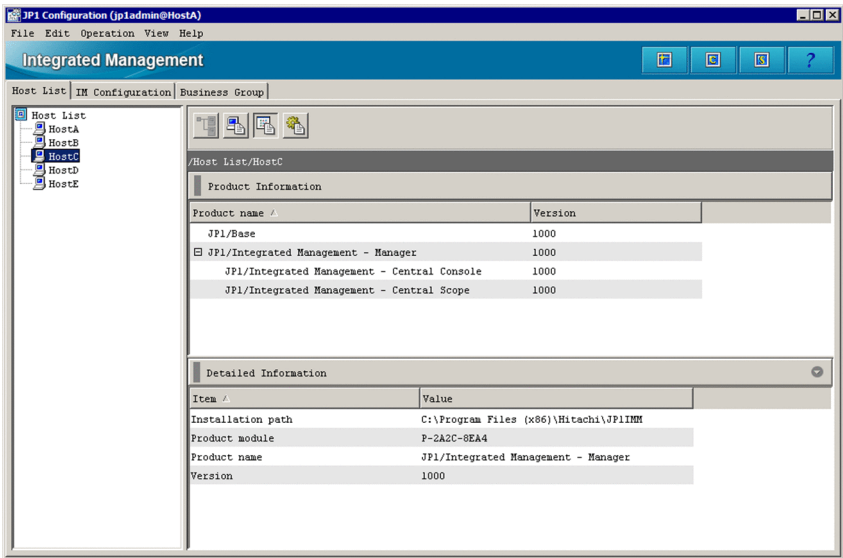 JP1 Configuration (jp1admin@HostA)
File Edit Operation View Help
Integrated Management
?
Host List IM Configuration Business Group
Host List
HostA
HostB
HostC
HostD
HostE
/Host List/HostC
Product Information
Product name Version
JP1/Base 1000
JP1/Integrated Management - Manager 1000
JP1/Integrated Management - Central Console 1000
JP1/Integrated Management - Central Scope 1000
Detailed Information
Item Value
Installation path C:\Program Files (x86)\Hitachi\JP1IMM
Product module P-2A2C-8EA4
Product name JP1/Integrated Management - Manager
Version 1000